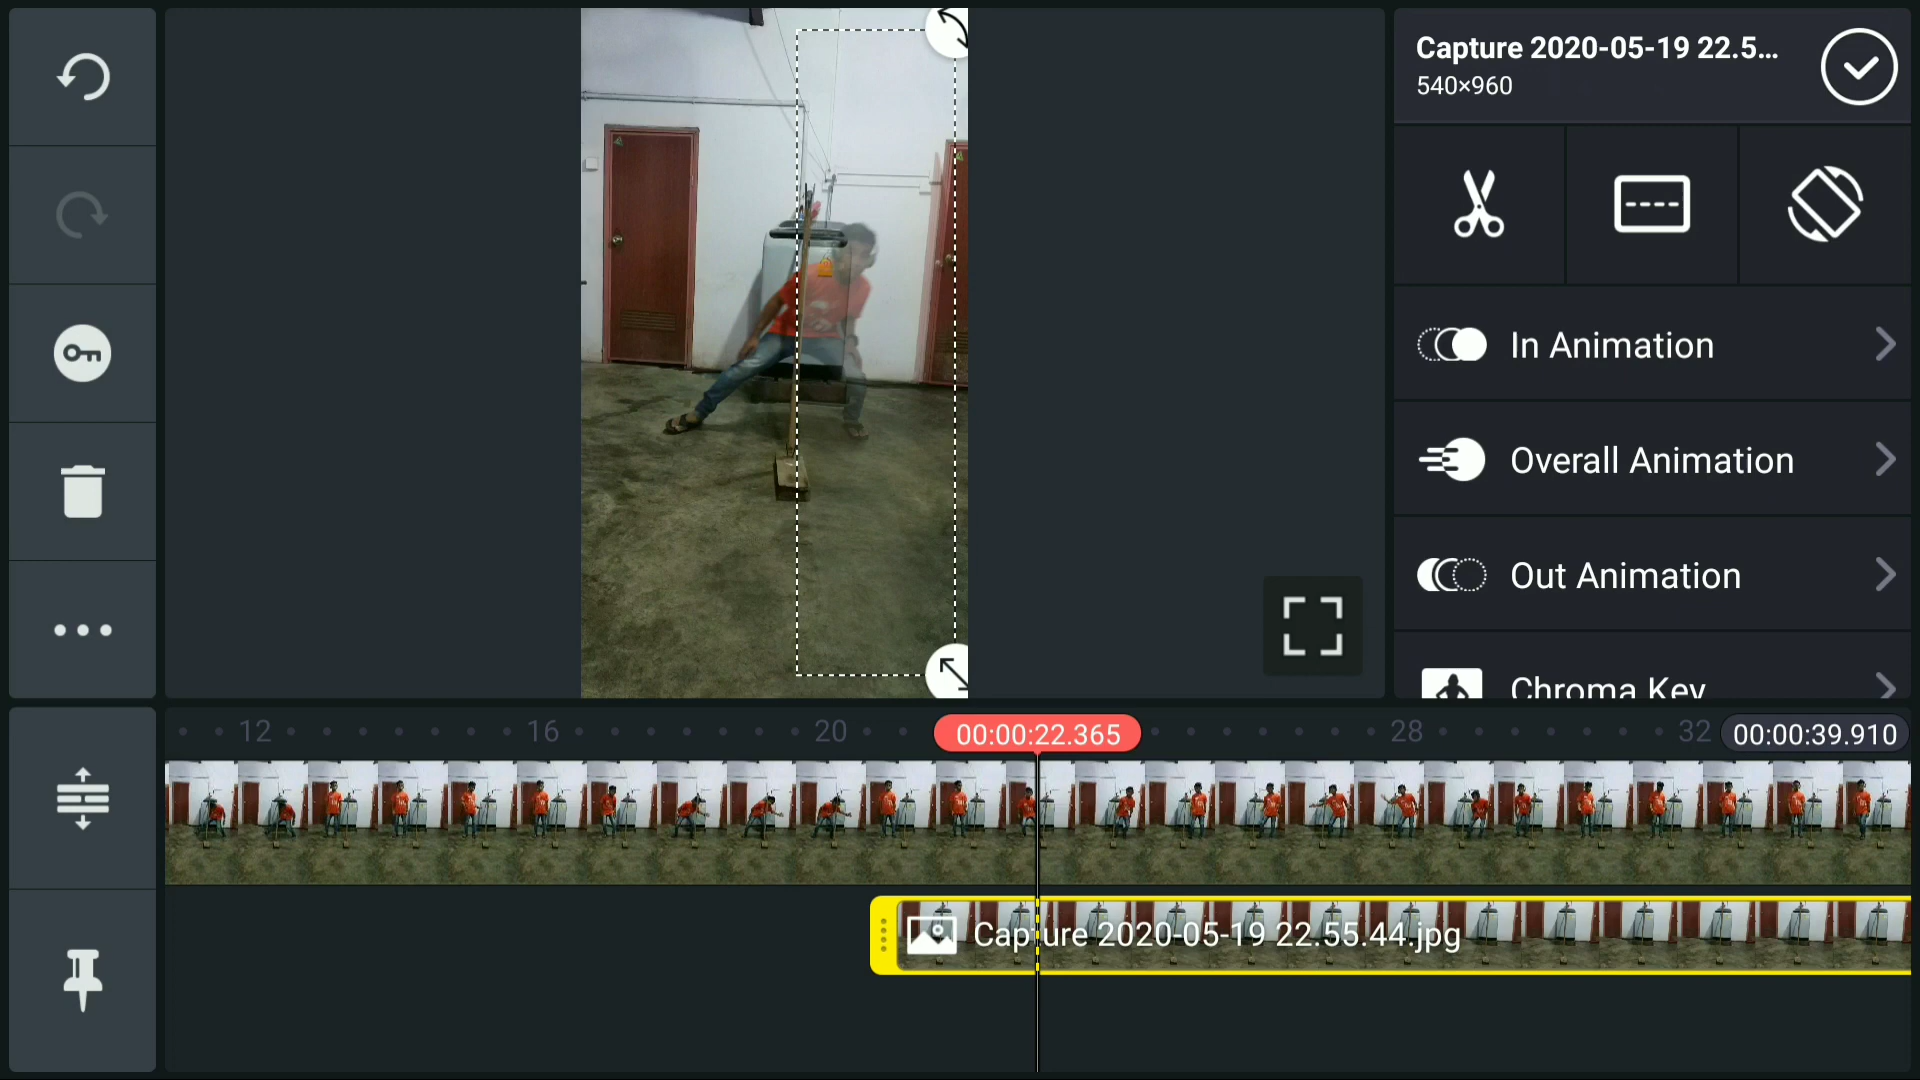 Capture 2020-05-19 22.5...
540×960
In Animation
Overall Animation
Out Animation
Chroma Key
12
16
20
00:00:22.365
28
32
00:00:39.910
Capture 2020-05-19 22.55.44.jpg